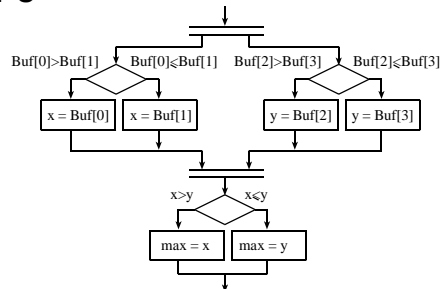 Buf[0]>Buf[1] Buf[0]⩽Buf[1] Buf[2]>Buf[3] Buf[2]⩽Buf[3]
x = Buf[0] x = Buf[1] y = Buf[2] y = Buf[3]
x>y x⩽y
max = x max = y